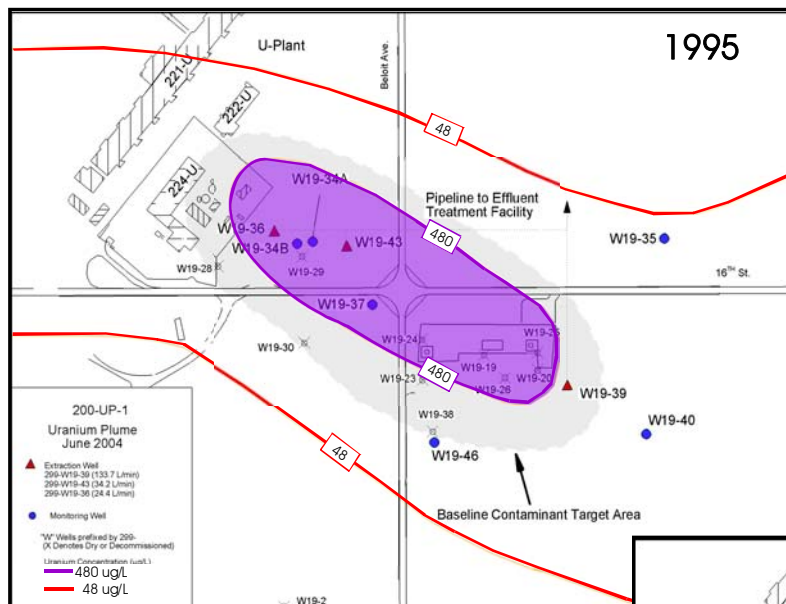 1995
U-Plant
221-U
222-U
224-U
Beloit Ave.
48
W19-34A
Pipeline to Effluent
Treatment Facility
W19-36
W19-34B
W19-43
480
W19-35
W19-28
W19-29
16TH St.
W19-37
W19-24
W19-25
W19-30
W19-19
W19-20
480
W19-23
W19-26
W19-39
W19-38
W19-40
48
W19-46
Baseline Contaminant Target Area
200-UP-1
Uranium Plume
June 2004
Extraction Well
299-W19-39 (133.7 L/min)
299-W19-43 (34.2 L/min)
299-W19-36 (24.4 L/min)
Monitoring Well
"W" Wells prefixed by 299-
(X Denotes Dry or Decommissioned)
Uranium Concentration (ug/L)
480 ug/L
48 ug/L
W19-2